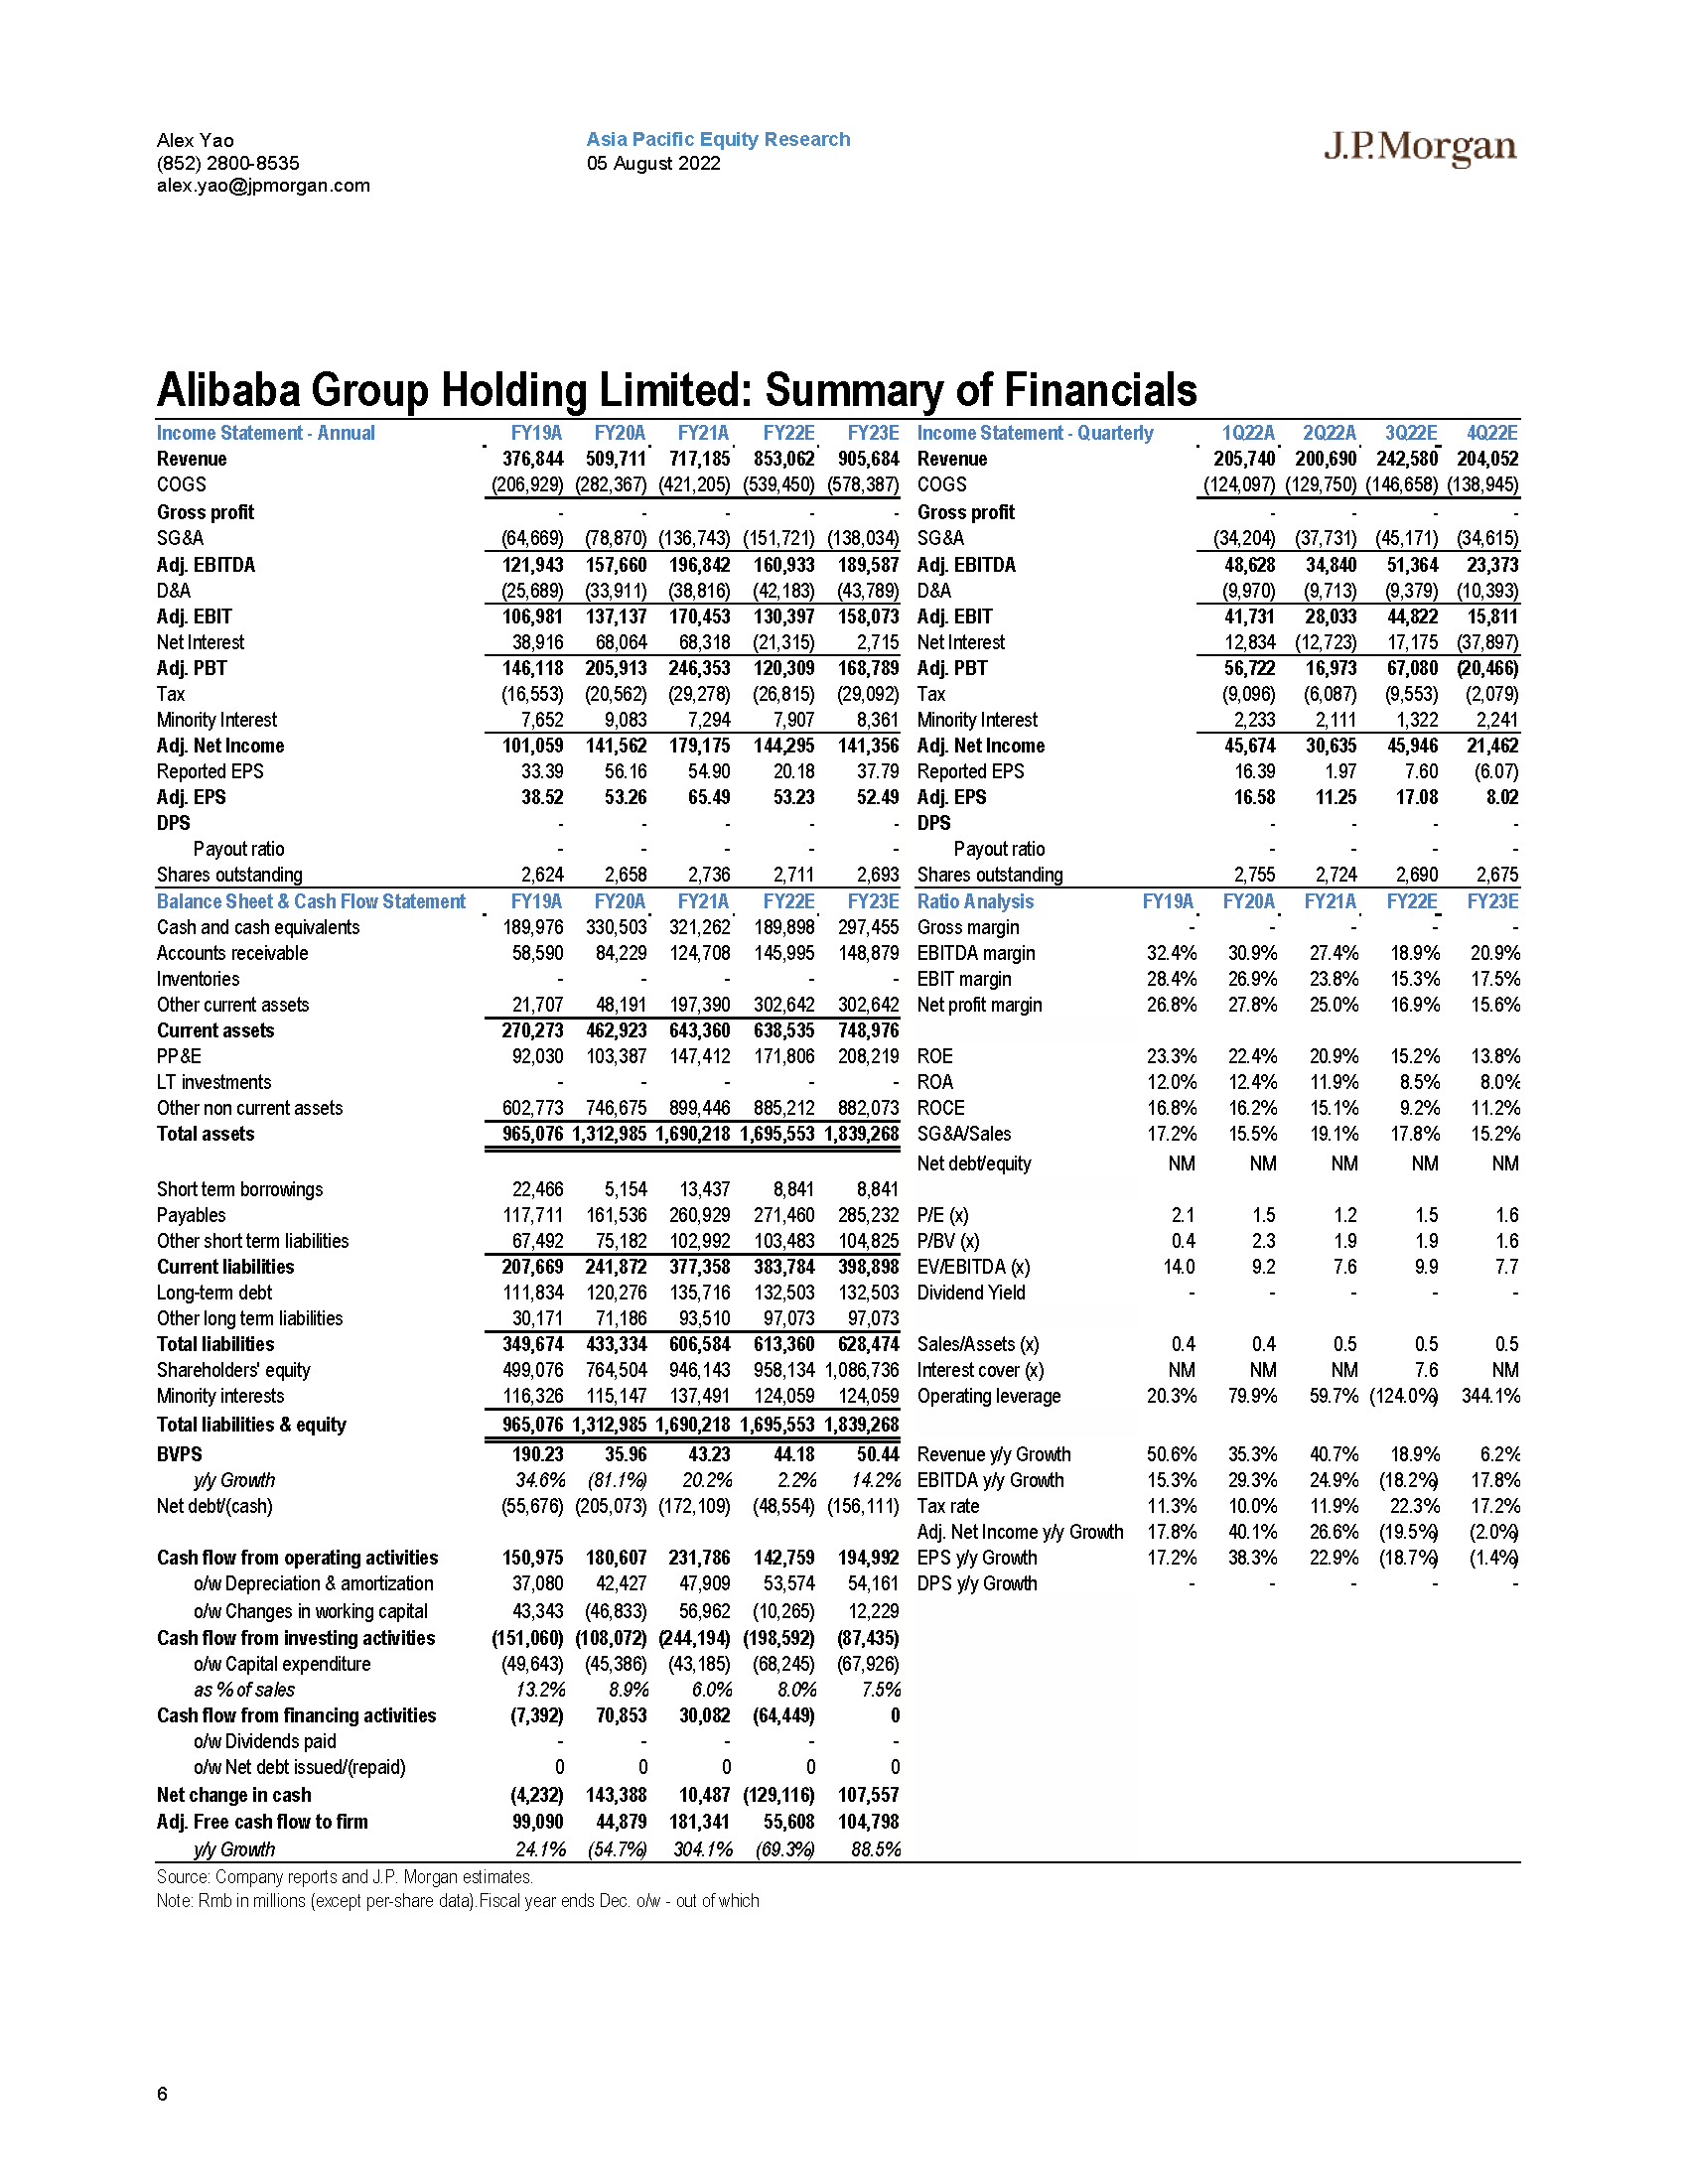 Alex Yao
(852) 2800-8535
alex.yao@jpmorgan.com
Asia Pacific Equity Research
05 August 2022
J.P.Morgan
Alibaba Group Holding Limited: Summary of Financials
Income Statement - Annual FY19A FY20A FY21A FY22E FY23E
Revenue 376,844 509,711 717,185 853,062 905,684
COGS (206,929) (282,367) (421,205) (539,450) (578,387)
Gross profit - - - - -
SG&A (64,669) (78,870) (136,743) (151,721) (138,034)
Adj. EBITDA 121,943 157,660 196,842 160,933 189,587
D&A (25,689) (33,911) (38,816) (42,183) (43,789)
Adj. EBIT 106,981 137,137 170,453 130,397 158,073
Net Interest 38,916 68,064 68,318 (21,315) 2,715
Adj. PBT 146,118 205,913 246,353 120,309 168,789
Tax (16,553) (20,562) (29,278) (26,815) (29,092)
Minority Interest 7,652 9,083 7,294 7,907 8,361
Adj. Net Income 101,059 141,562 179,175 144,295 141,356
Reported EPS 33.39 56.16 54.90 20.18 37.79
Adj. EPS 38.52 53.26 65.49 53.23 52.49
DPS - - - - -
Payout ratio - - - - -
Shares outstanding 2,624 2,658 2,736 2,711 2,693
Income Statement - Quarterly 1Q22A 2Q22A 3Q22E 4Q22E
Revenue 205,740 200,690 242,580 204,052
COGS (124,097) (129,750) (146,658) (138,945)
Gross profit - - - -
SG&A (34,204) (37,731) (45,171) (34,615)
Adj. EBITDA 48,628 34,840 51,364 23,373
D&A (9,970) (9,713) (9,379) (10,393)
Adj. EBIT 41,731 28,033 44,822 15,811
Net Interest 12,834 (12,723) 17,175 (37,897)
Adj. PBT 56,722 16,973 67,080 (20,466)
Tax (9,096) (6,087) (9,553) (2,079)
Minority Interest 2,233 2,111 1,322 2,241
Adj. Net Income 45,674 30,635 45,946 21,462
Reported EPS 16.39 1.97 7.60 (6.07)
Adj. EPS 16.58 11.25 17.08 8.02
DPS - - - -
Payout ratio - - - -
Shares outstanding 2,755 2,724 2,690 2,675
Balance Sheet & Cash Flow Statement FY19A FY20A FY21A FY22E FY23E
Cash and cash equivalents 189,976 330,503 321,262 189,898 297,455
Accounts receivable 58,590 84,229 124,708 145,995 148,879
Inventories - - - - -
Other current assets 21,707 48,191 197,390 302,642 302,642
Current assets 270,273 462,923 643,360 638,535 748,976
PP&E 92,030 103,387 147,412 171,806 208,219
LT investments - - - - -
Other non current assets 602,773 746,675 899,446 885,212 882,073
Total assets 965,076 1,312,985 1,690,218 1,695,553 1,839,268
Short term borrowings 22,466 5,154 13,437 8,841 8,841
Payables 117,711 161,536 260,929 271,460 285,232
Other short term liabilities 67,492 75,182 102,992 103,483 104,825
Current liabilities 207,669 241,872 377,358 383,784 398,898
Long-term debt 111,834 120,276 135,716 132,503 132,503
Other long term liabilities 30,171 71,186 93,510 97,073 97,073
Total liabilities 349,674 433,334 606,584 613,360 628,474
Shareholders' equity 499,076 764,504 946,143 958,134 1,086,736
Minority interests 116,326 115,147 137,491 124,059 124,059
Total liabilities & equity 965,076 1,312,985 1,690,218 1,695,553 1,839,268
BVPS 190.23 35.96 43.23 44.18 50.44
y/y Growth 34.6% (81.1%) 20.2% 2.2% 14.2%
Net debt/(cash) (55,676) (205,073) (172,109) (48,554) (156,111)
Cash flow from operating activities 150,975 180,607 231,786 142,759 194,992
o/w Depreciation & amortization 37,080 42,427 47,909 53,574 54,161
o/w Changes in working capital 43,343 (46,833) 56,962 (10,265) 12,229
Cash flow from investing activities (151,060) (108,072) (244,194) (198,592) (87,435)
o/w Capital expenditure (49,643) (45,386) (43,185) (68,245) (67,926)
as % of sales 13.2% 8.9% 6.0% 8.0% 7.5%
Cash flow from financing activities (7,392) 70,853 30,082 (64,449) 0
o/w Dividends paid - - - - -
o/w Net debt issued/(repaid) 0 0 0 0 0
Net change in cash (4,232) 143,388 10,487 (129,116) 107,557
Adj. Free cash flow to firm 99,090 44,879 181,341 55,608 104,798
y/y Growth 24.1% (54.7%) 304.1% (69.3%) 88.5%
Ratio Analysis FY19A FY20A FY21A FY22E FY23E
Gross margin - - - - -
EBITDA margin 32.4% 30.9% 27.4% 18.9% 20.9%
EBIT margin 28.4% 26.9% 23.8% 15.3% 17.5%
Net profit margin 26.8% 27.8% 25.0% 16.9% 15.6%
ROE 23.3% 22.4% 20.9% 15.2% 13.8%
ROA 12.0% 12.4% 11.9% 8.5% 8.0%
ROCE 16.8% 16.2% 15.1% 9.2% 11.2%
SG&A/Sales 17.2% 15.5% 19.1% 17.8% 15.2%
Net debt/equity NM NM NM NM NM
P/E (x) 2.1 1.5 1.2 1.5 1.6
P/BV (x) 0.4 2.3 1.9 1.9 1.6
EV/EBITDA (x) 14.0 9.2 7.6 9.9 7.7
Dividend Yield - - - - -
Sales/Assets (x) 0.4 0.4 0.5 0.5 0.5
Interest cover (x) NM NM NM 7.6 NM
Operating leverage 20.3% 79.9% 59.7% (124.0%) 344.1%
Revenue y/y Growth 50.6% 35.3% 40.7% 18.9% 6.2%
EBITDA y/y Growth 15.3% 29.3% 24.9% (18.2%) 17.8%
Tax rate 11.3% 10.0% 11.9% 22.3% 17.2%
Adj. Net Income y/y Growth 17.8% 40.1% 26.6% (19.5%) (2.0%)
EPS y/y Growth 17.2% 38.3% 22.9% (18.7%) (1.4%)
DPS y/y Growth - - - - -
Source: Company reports and J.P. Morgan estimates.
Note: Rmb in millions (except per-share data).Fiscal year ends Dec. o/w - out of which
6